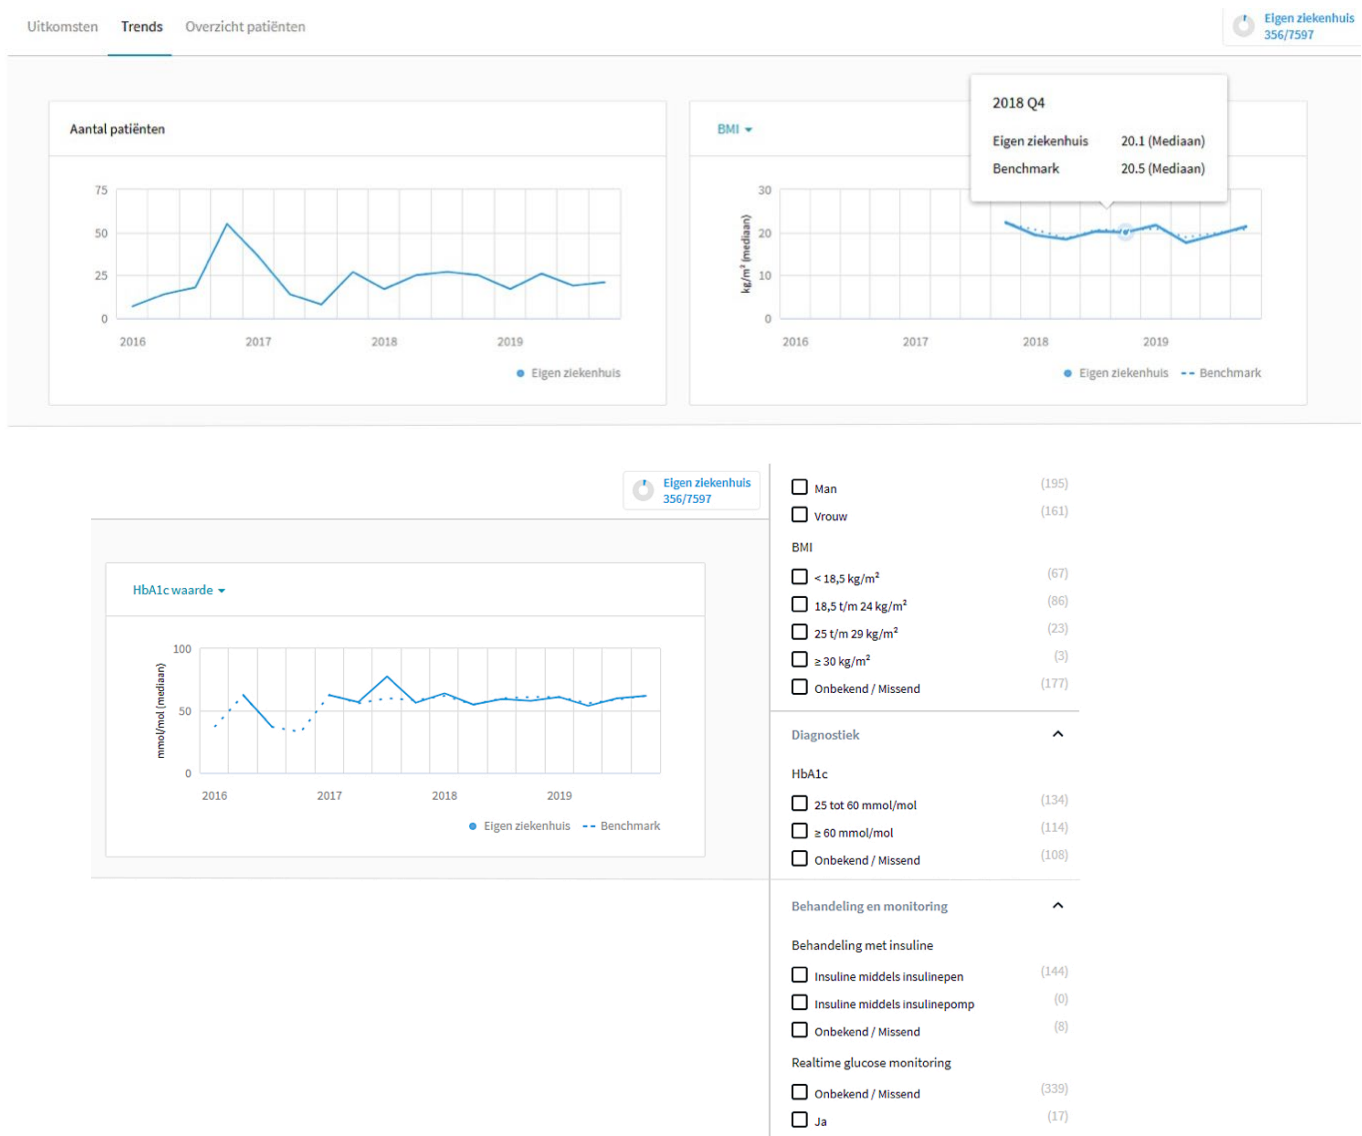 Uitkomsten Trends Overzicht patiënten
Eigen ziekenhuis
356/7597
Aantal patiënten
75
50
25
0
2016 2017 2018 2019
Eigen ziekenhuis
BMI
2018 Q4
Eigen ziekenhuis 20.1 (Mediaan)
Benchmark 20.5 (Mediaan)
kg/m² (mediaan)
30
20
10
0
2016 2017 2018 2019
Eigen ziekenhuis Benchmark
Eigen ziekenhuis
356/7597
HbA1c waarde
mmol/mol (mediaan)
100
50
0
2016 2017 2018 2019
Eigen ziekenhuis Benchmark
Man (195)
Vrouw (161)
BMI
< 18,5 kg/m² (67)
18,5 t/m 24 kg/m² (86)
25 t/m 29 kg/m² (23)
≥ 30 kg/m² (3)
Onbekend / Missend (177)
Diagnostiek
HbA1c
25 tot 60 mmol/mol (134)
≥ 60 mmol/mol (114)
Onbekend / Missend (108)
Behandeling en monitoring
Behandeling met insuline
Insuline middels insulinepen (144)
Insuline middels insulinepomp (0)
Onbekend / Missend (8)
Realtime glucose monitoring
Onbekend / Missend (339)
Ja (17)